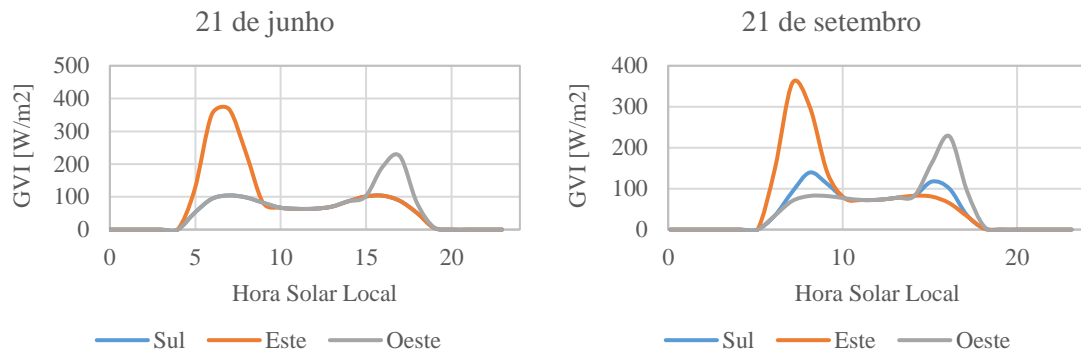 21 de junho
GVI [W/m2]
500
400
300
200
100
0
0 5 10 15 20
Hora Solar Local
Sul Este Oeste
21 de setembro
GVI [W/m2]
400
300
200
100
0
0 10 20
Hora Solar Local
Sul Este Oeste